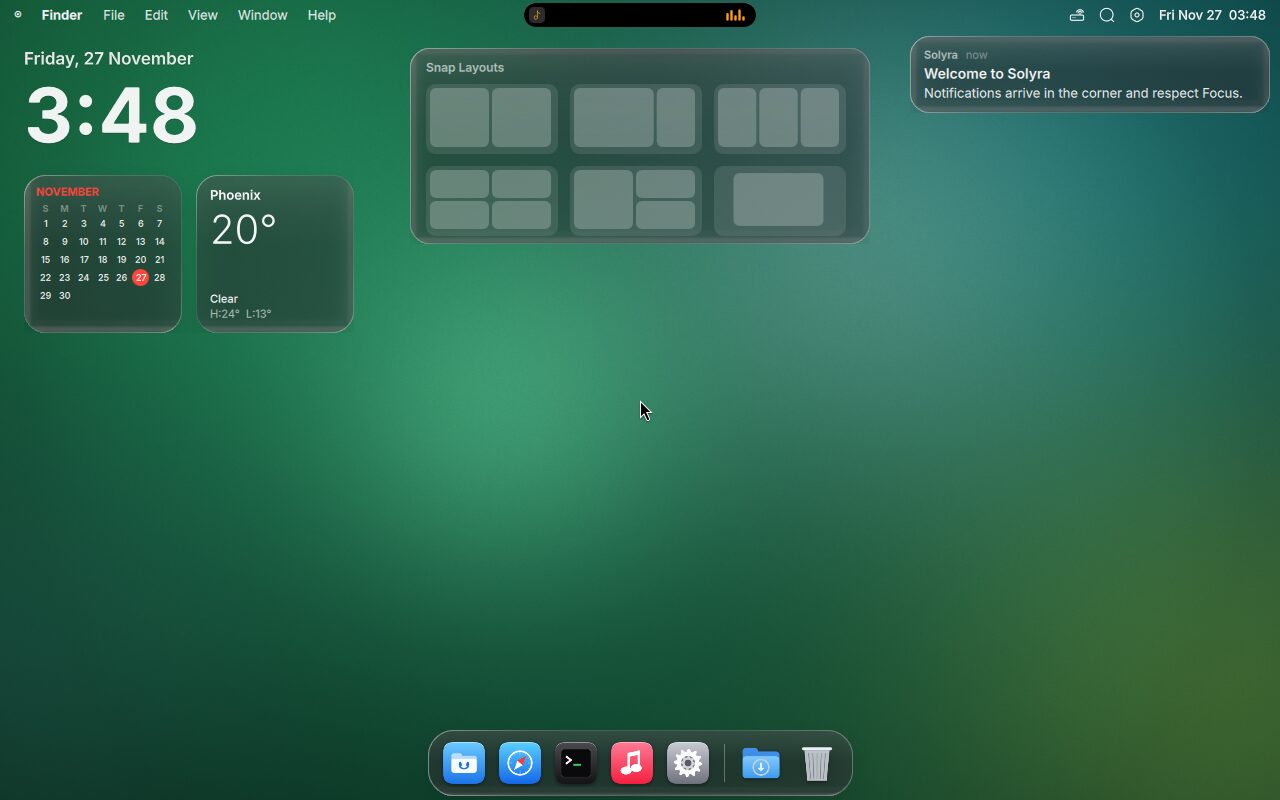 Finder File Edit View Window Help
Fri Nov 27 03:48
Friday, 27 November
3:48
NOVEMBER
S M T W T F S
1 2 3 4 5 6 7
8 9 10 11 12 13 14
15 16 17 18 19 20 21
22 23 24 25 26 27 28
29 30
Phoenix
20°
Clear
H:24° L:13°
Snap Layouts
Solyra now
Welcome to Solyra
Notifications arrive in the corner and respect Focus.